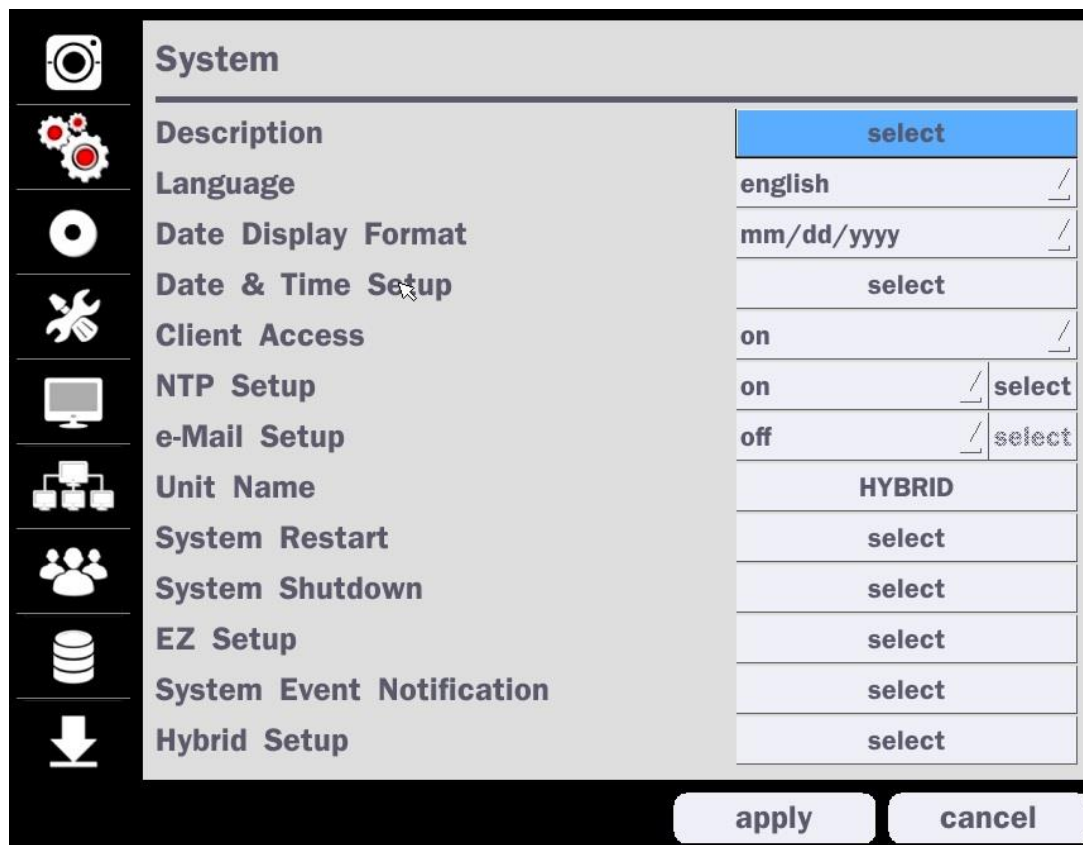 System
Description select
Language english
Date Display Format mm/dd/yyyy
Date & Time Setup select
Client Access on
NTP Setup on select
e-Mail Setup off select
Unit Name HYBRID
System Restart select
System Shutdown select
EZ Setup select
System Event Notification select
Hybrid Setup select
apply cancel